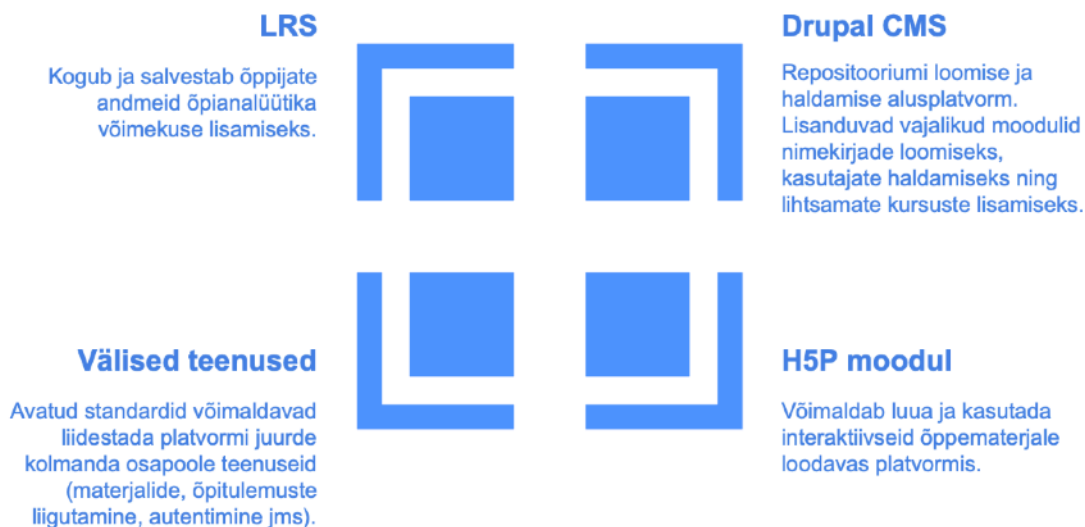 LRS
Kogub ja salvestab õppijate
andmeid õpianalüütika
võimekuse lisamiseks.
Drupal CMS
Repositooriumi loomise ja
haldamise alusplatvorm.
Lisanduvad vajalikud moodulid
nimekirjade loomiseks,
kasutajate haldamiseks ning
lihtsamate kursuste lisamiseks.
Välised teenused
Avatud standardid võimaldavad
liidestada platvormi juurde
kolmanda osapoole teenuseid
(materjalide, õpitulemuste
liigutamine, autentimine jms).
H5P moodul
Võimaldab luua ja kasutada
interaktiivseid õppematerjale
loodavas platvormis.